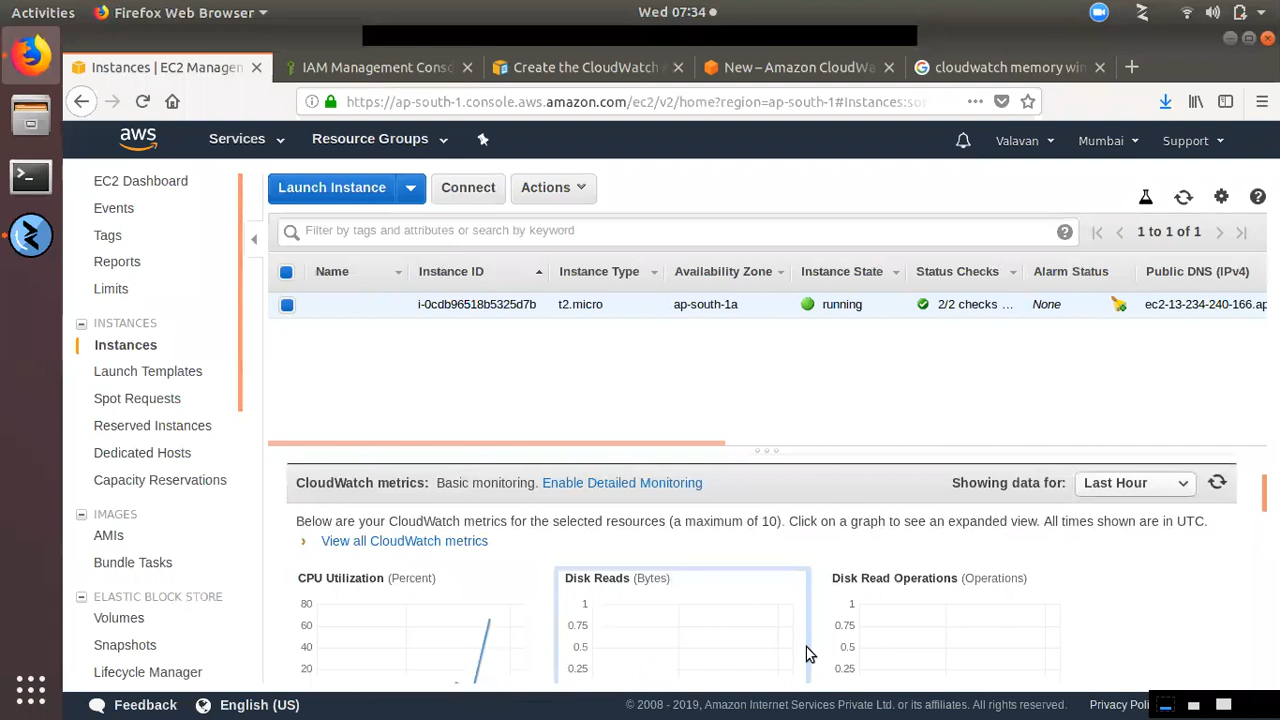 Activities Firefox Web Browser Wed 07:34
Instances | EC2 Managen IAM Management Conso Create the CloudWatch A New – Amazon CloudWa cloudwatch memory win
https://ap-south-1.console.aws.amazon.com/ec2/v2/home?region=ap-south-1#Instances:sor
aws Services Resource Groups Valavan Mumbai Support
EC2 Dashboard
Events
Tags
Reports
Limits
INSTANCES
Instances
Launch Templates
Spot Requests
Reserved Instances
Dedicated Hosts
Capacity Reservations
IMAGES
AMIs
Bundle Tasks
ELASTIC BLOCK STORE
Volumes
Snapshots
Lifecycle Manager
Launch Instance Connect Actions
Filter by tags and attributes or search by keyword 1 to 1 of 1
Name Instance ID Instance Type Availability Zone Instance State Status Checks Alarm Status Public DNS (IPv4)
i-0cdb96518b5325d7b t2.micro ap-south-1a running 2/2 checks … None ec2-13-234-240-166.ap
CloudWatch metrics: Basic monitoring. Enable Detailed Monitoring Showing data for: Last Hour
Below are your CloudWatch metrics for the selected resources (a maximum of 10). Click on a graph to see an expanded view. All times shown are in UTC.
View all CloudWatch metrics
CPU Utilization (Percent)
80
60
40
20
Disk Reads (Bytes)
1
0.75
0.5
0.25
Disk Read Operations (Operations)
1
0.75
0.5
0.25
Feedback English (US) © 2008 - 2019, Amazon Internet Services Private Ltd. or its affiliates. All rights reserved. Privacy Poli